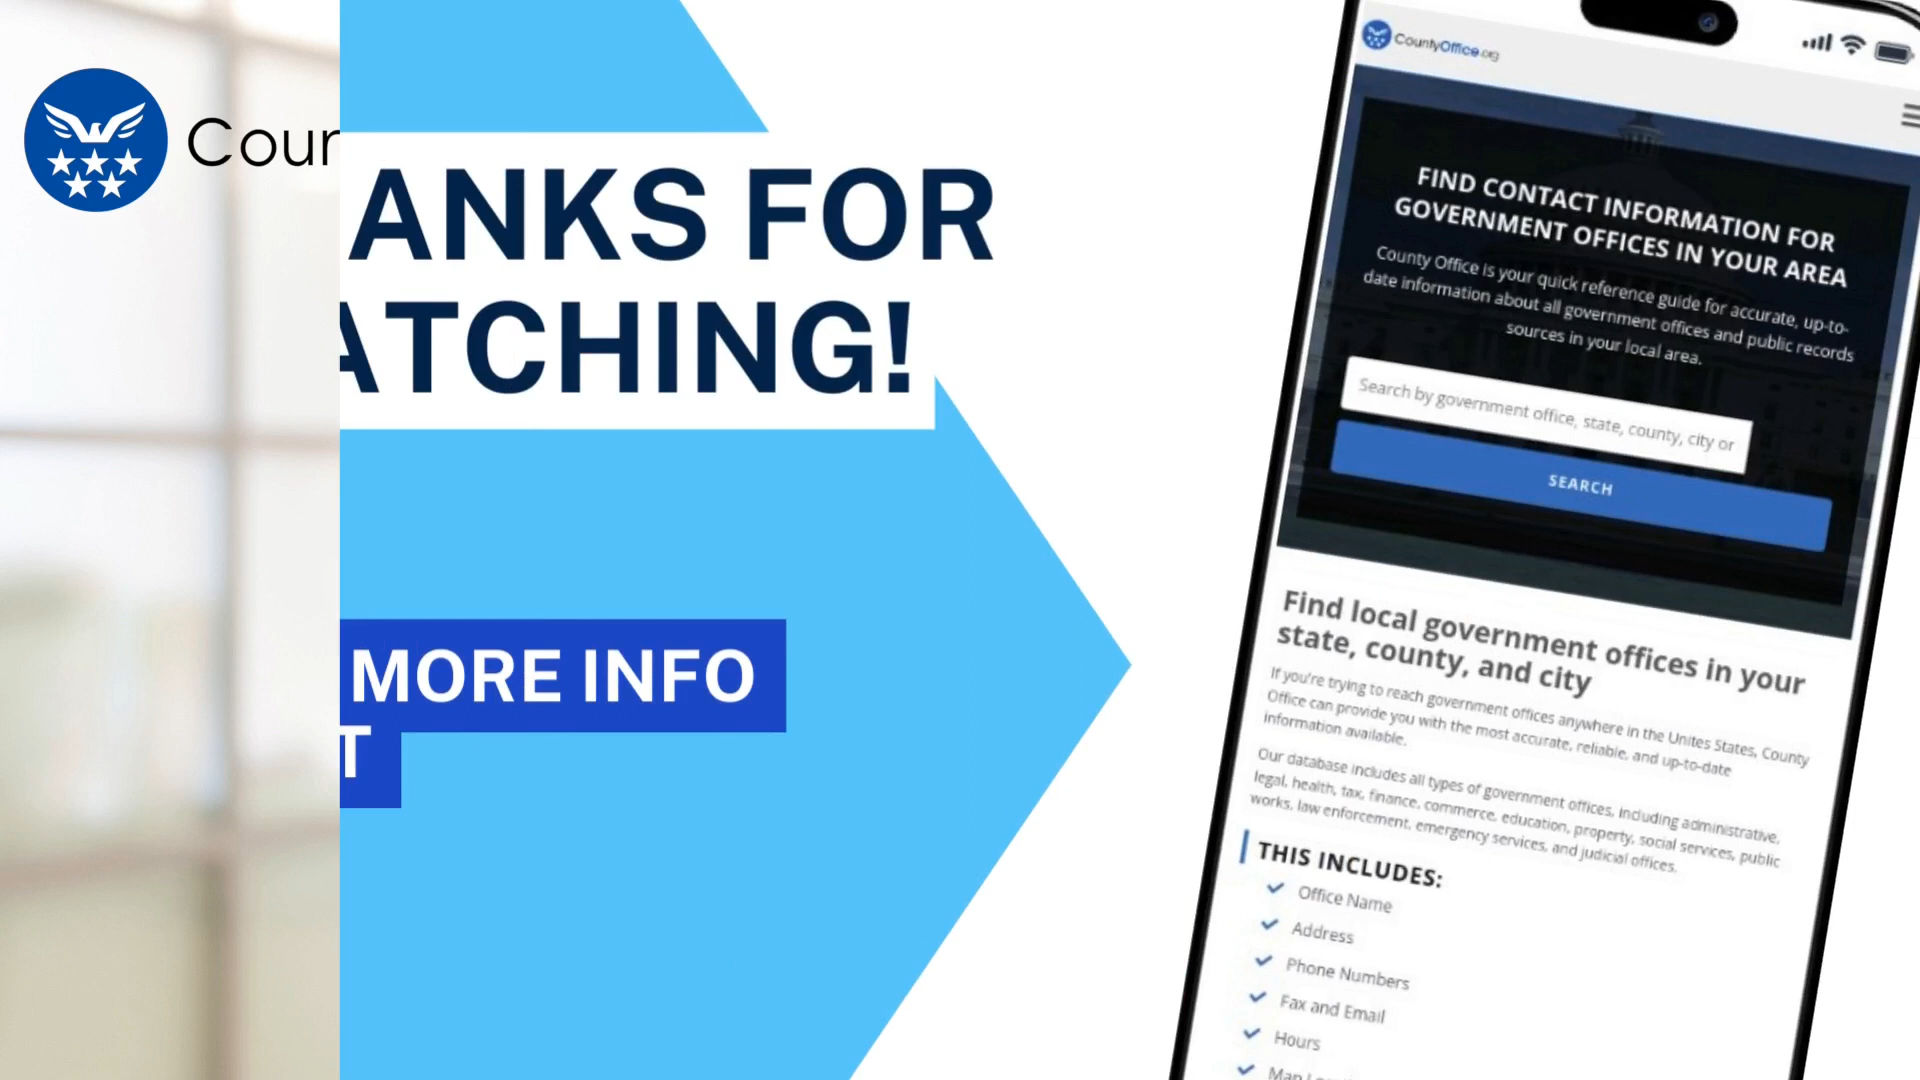 Cour
ANKS FOR
ATCHING!
MORE INFO
T
CountyOffice.org
FIND CONTACT INFORMATION FOR
GOVERNMENT OFFICES IN YOUR AREA
County Office is your quick reference guide for accurate, up-to-
date information about all government offices and public records
sources in your local area.
Search by government office, state, county, city or
SEARCH
Find local government offices in your
state, county, and city
If you're trying to reach government offices anywhere in the Unites States, County
Office can provide you with the most accurate, reliable, and up-to-date
information available.
Our database includes all types of government offices, including administrative,
legal, health, tax, finance, commerce, education, property, social services, public
works, law enforcement, emergency services, and judicial offices.
THIS INCLUDES:
Office Name
Address
Phone Numbers
Fax and Email
Hours
Map